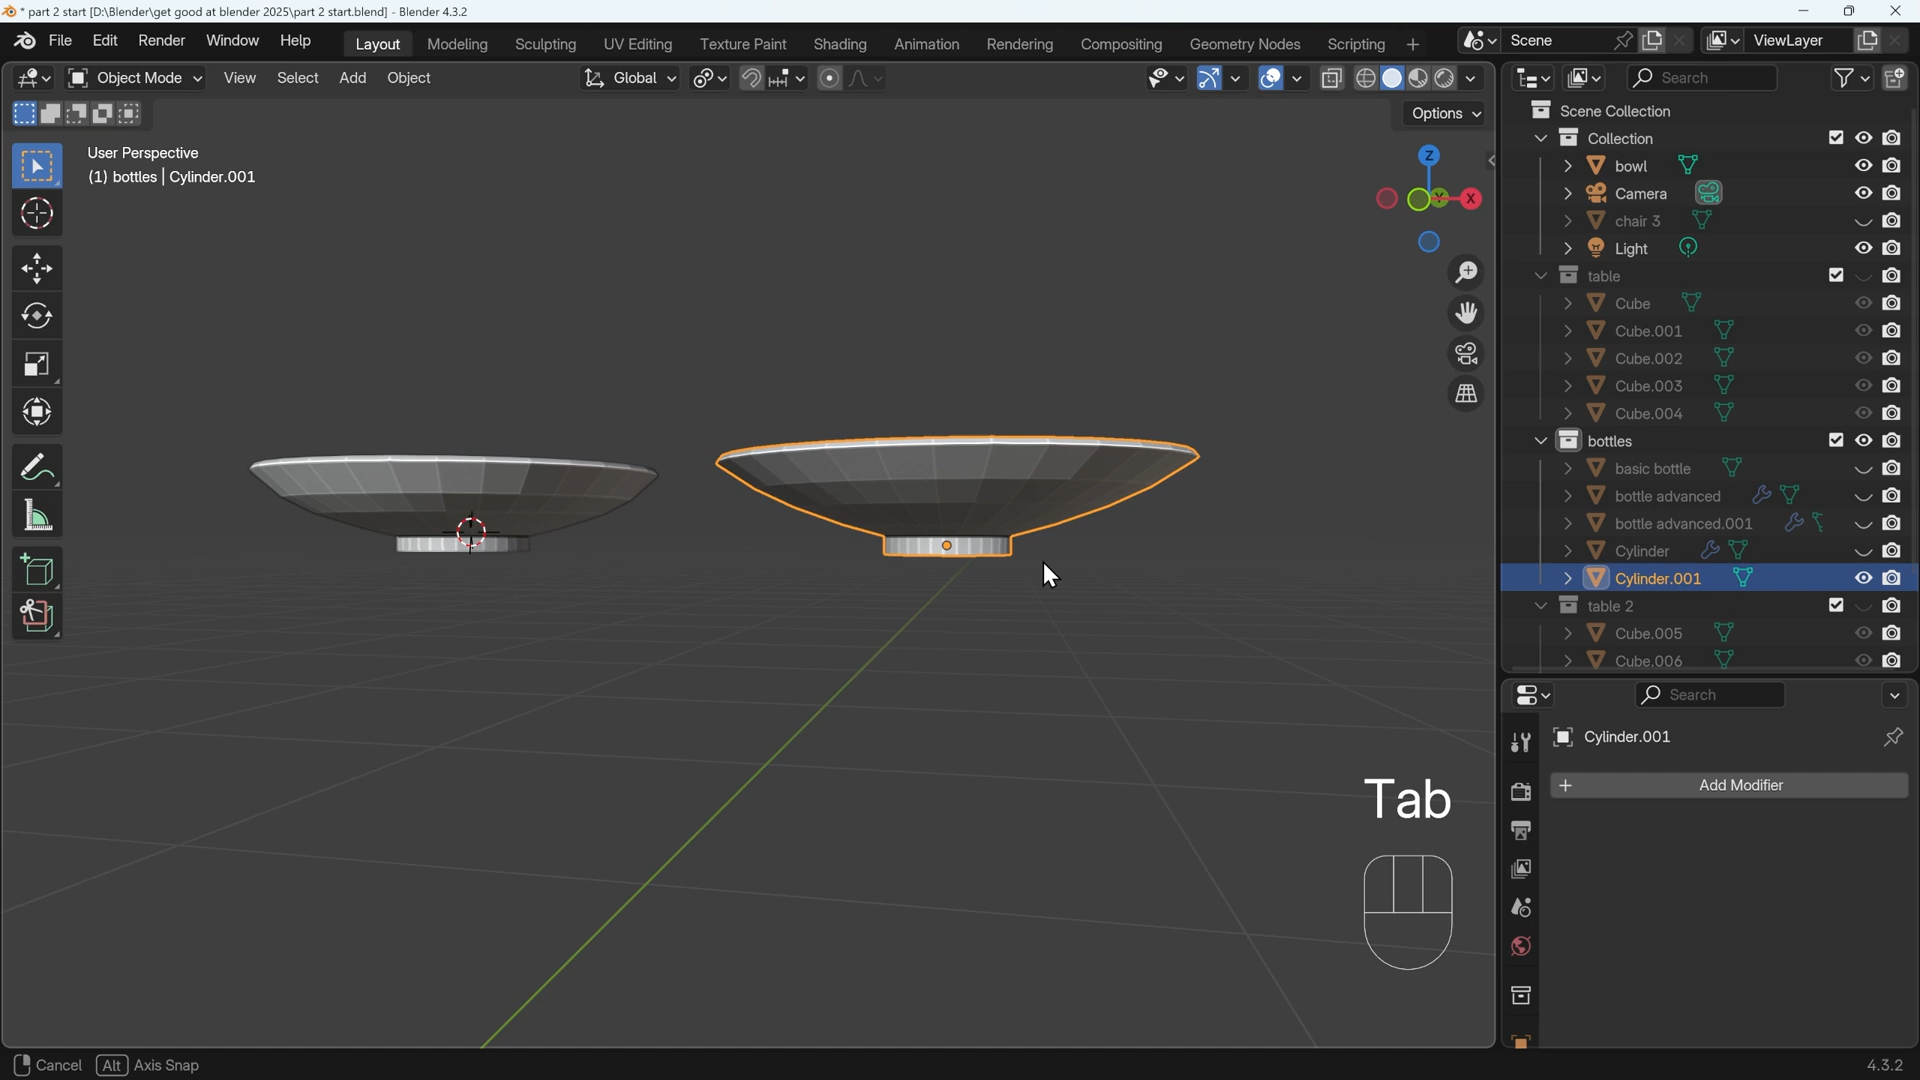 * part 2 start [D:\Blender\get good at blender 2025\part 2 start.blend] - Blender 4.3.2
File Edit Render Window Help Layout Modeling Sculpting UV Editing Texture Paint Shading Animation Rendering Compositing Geometry Nodes Scripting + Scene ViewLayer
Object Mode View Select Add Object Global Search
Options
User Perspective
(1) bottles | Cylinder.001
Z
Y
X
Scene Collection
Collection
bowl
Camera
chair 3
Light
table
Cube
Cube.001
Cube.002
Cube.003
Cube.004
bottles
basic bottle
bottle advanced
bottle advanced.001
Cylinder
Cylinder.001
table 2
Cube.005
Cube.006
Search
Cylinder.001
+ Add Modifier
Tab
Cancel Alt Axis Snap 4.3.2